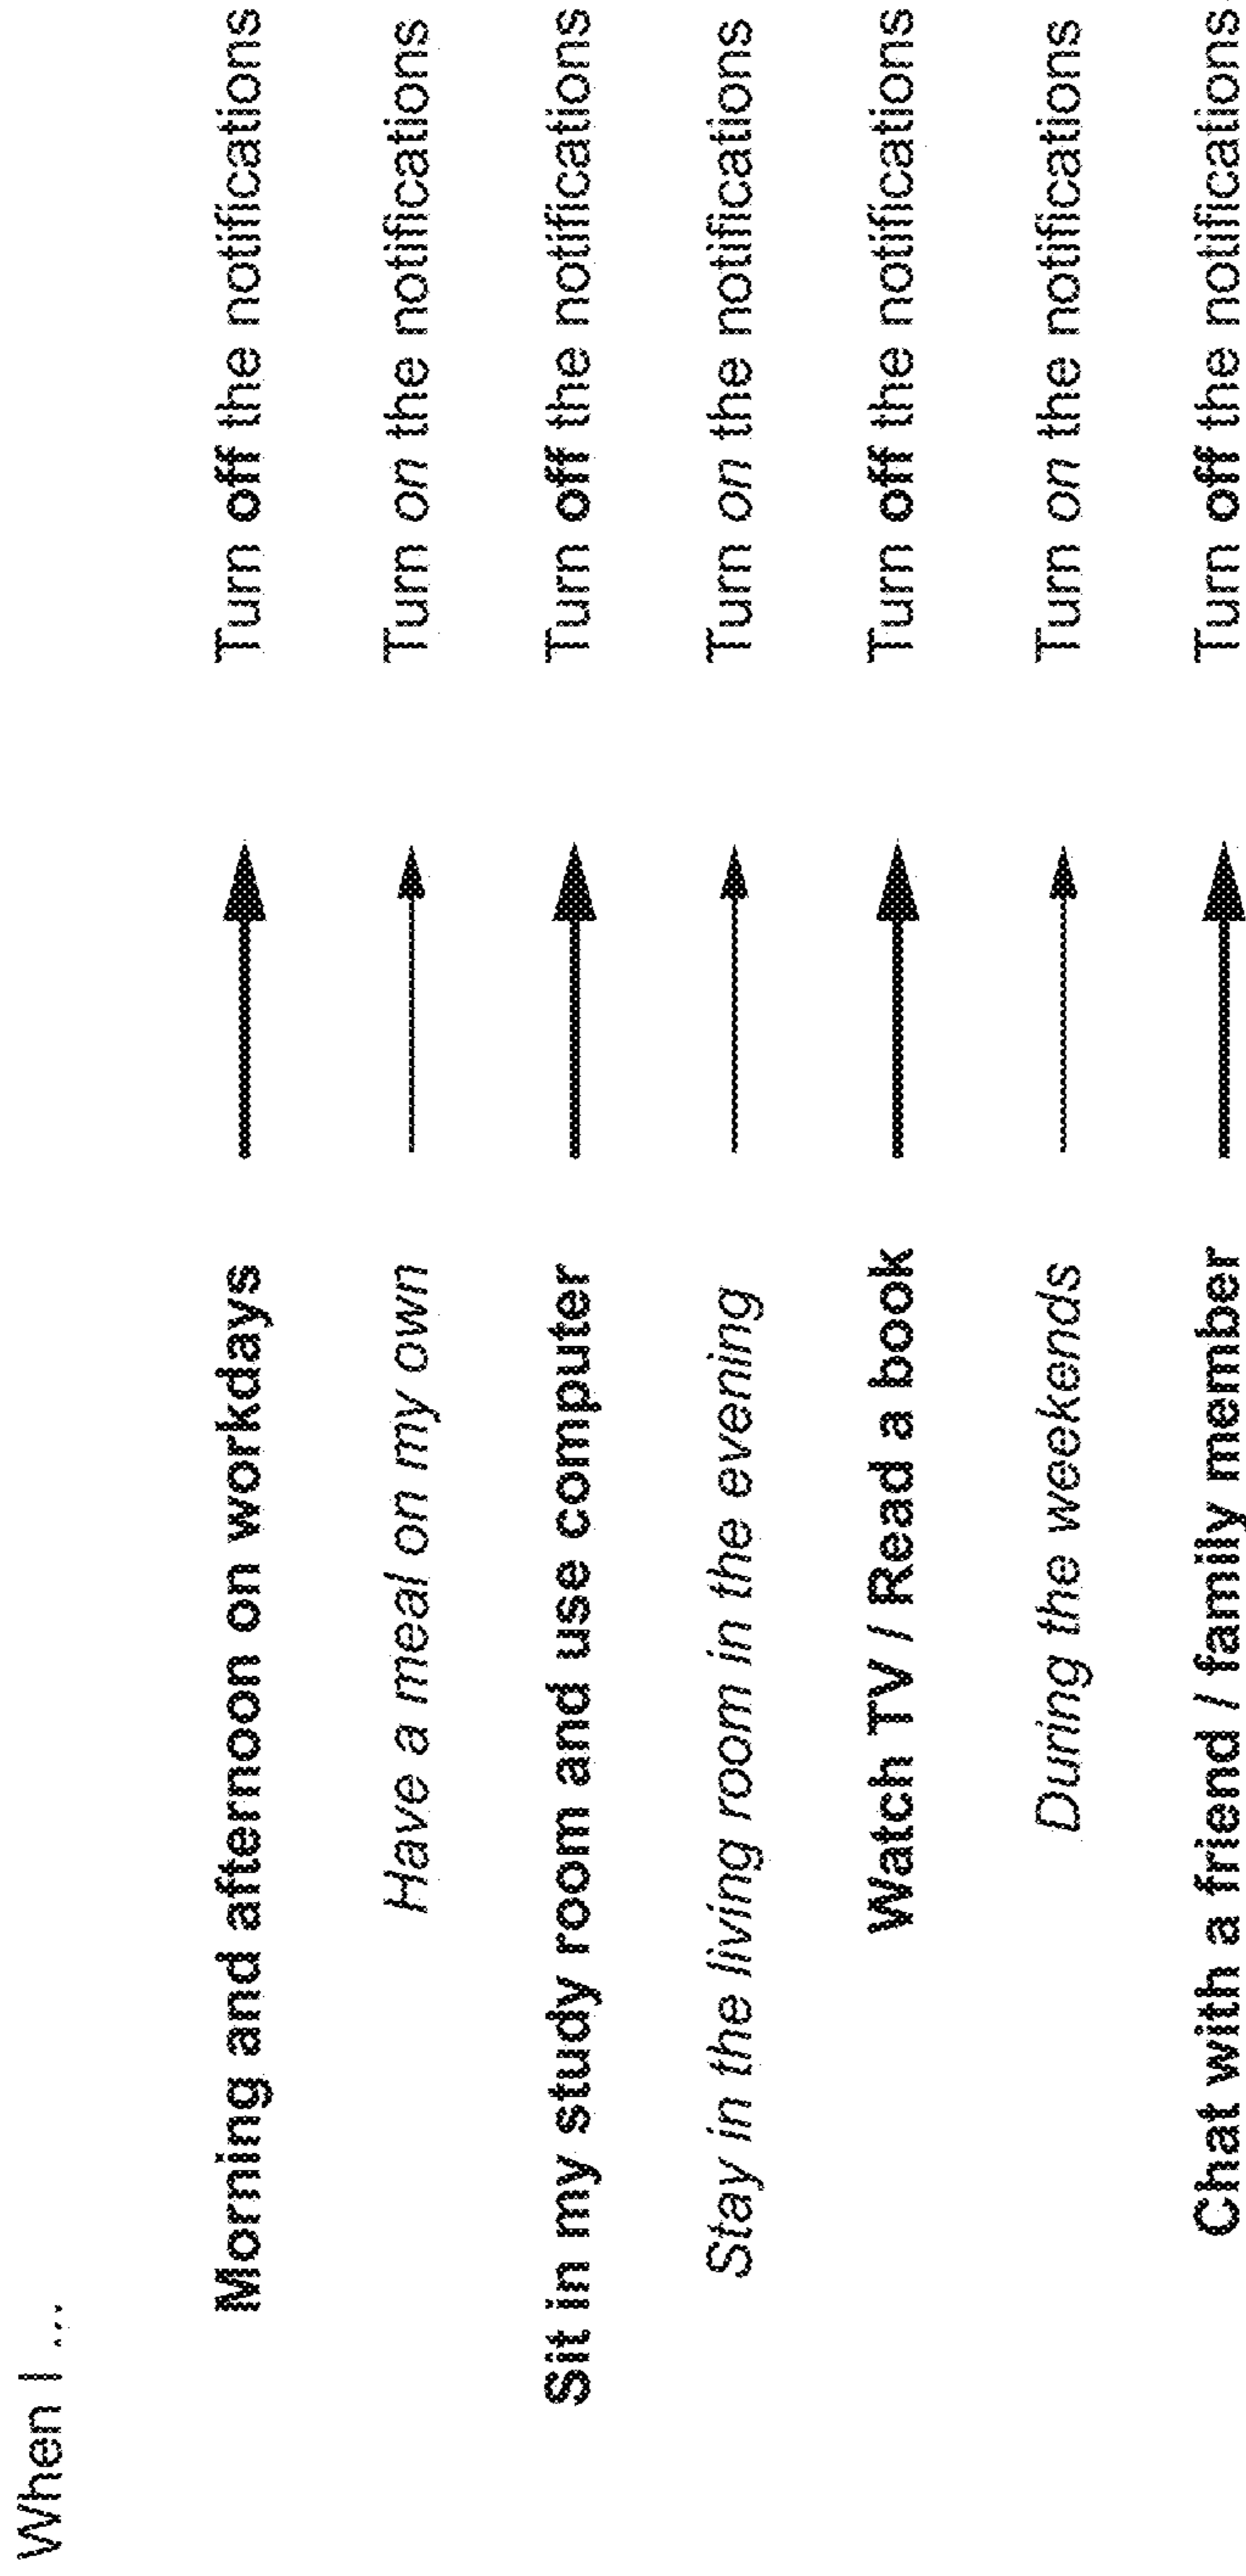 When I ...
Morning and afternoon on workdays → Turn off the notifications
Have a meal on my own → Turn on the notifications
Sit in my study room and use computer → Turn off the notifications
Stay in the living room in the evening → Turn on the notifications
Watch TV / Read a book → Turn off the notifications
During the weekends → Turn on the notifications
Chat with a friend / family member → Turn off the notifications